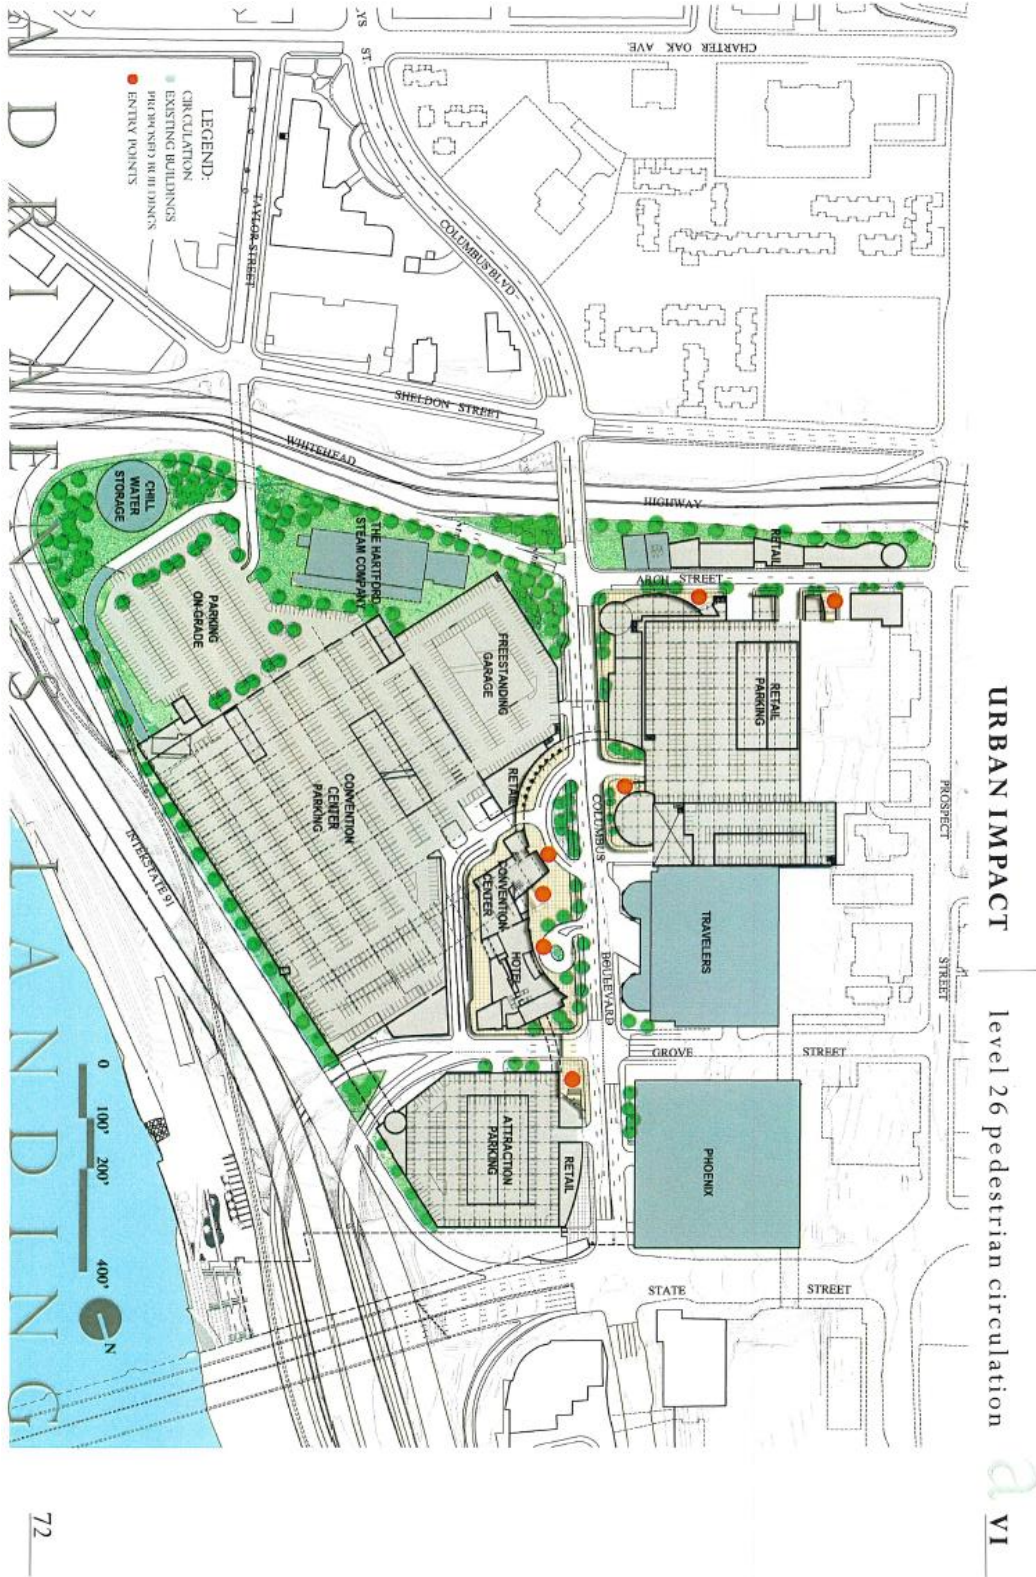 URBAN IMPACT
level 26 pedestrian circulation
a
VI
LEGEND:
CIRCULATION
EXISTING BUILDINGS
PROPOSED BUILDINGS
ENTRY POINTS
CHARTER OAK AVE.
ST.
COLUMBUS BLVD
TAYLOR STREET
SHELDON STREET
WHITEHEAD
HIGHWAY
PROSPECT
STREET
ARCH STREET
RETAIL
CHILL
WATER
STORAGE
THE HARTFORD
STEAM COMPANY
PARKING
ON-GRADE
FREESTANDING
GARAGE
RETAIL
PARKING
CONVENTION
CENTER
PARKING
RETAIL
COLUMBUS
BOULEVARD
CONVENTION
CENTER
HOTEL
TRAVELERS
GROVE
STREET
PHOENIX
ATTRACTION
PARKING
RETAIL
STATE
STREET
INTERSTATE 91
0 100' 200' 400'
N
ADRIAEN'S LANDING
72